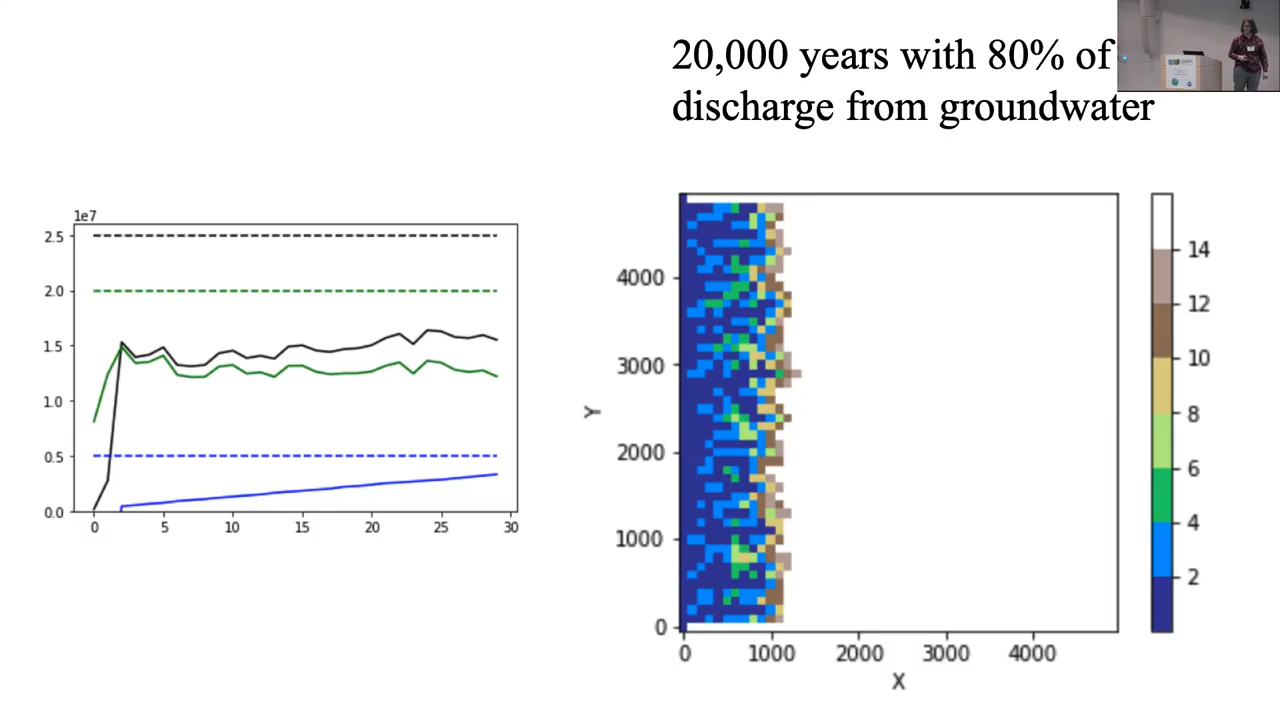 20,000 years with 80% of
discharge from groundwater
1e7
2.5
2.0
1.5
1.0
0.5
0.0
0 5 10 15 20 25 30
Y
4000
3000
2000
1000
0
0 1000 2000 3000 4000
X
14
12
10
8
6
4
2